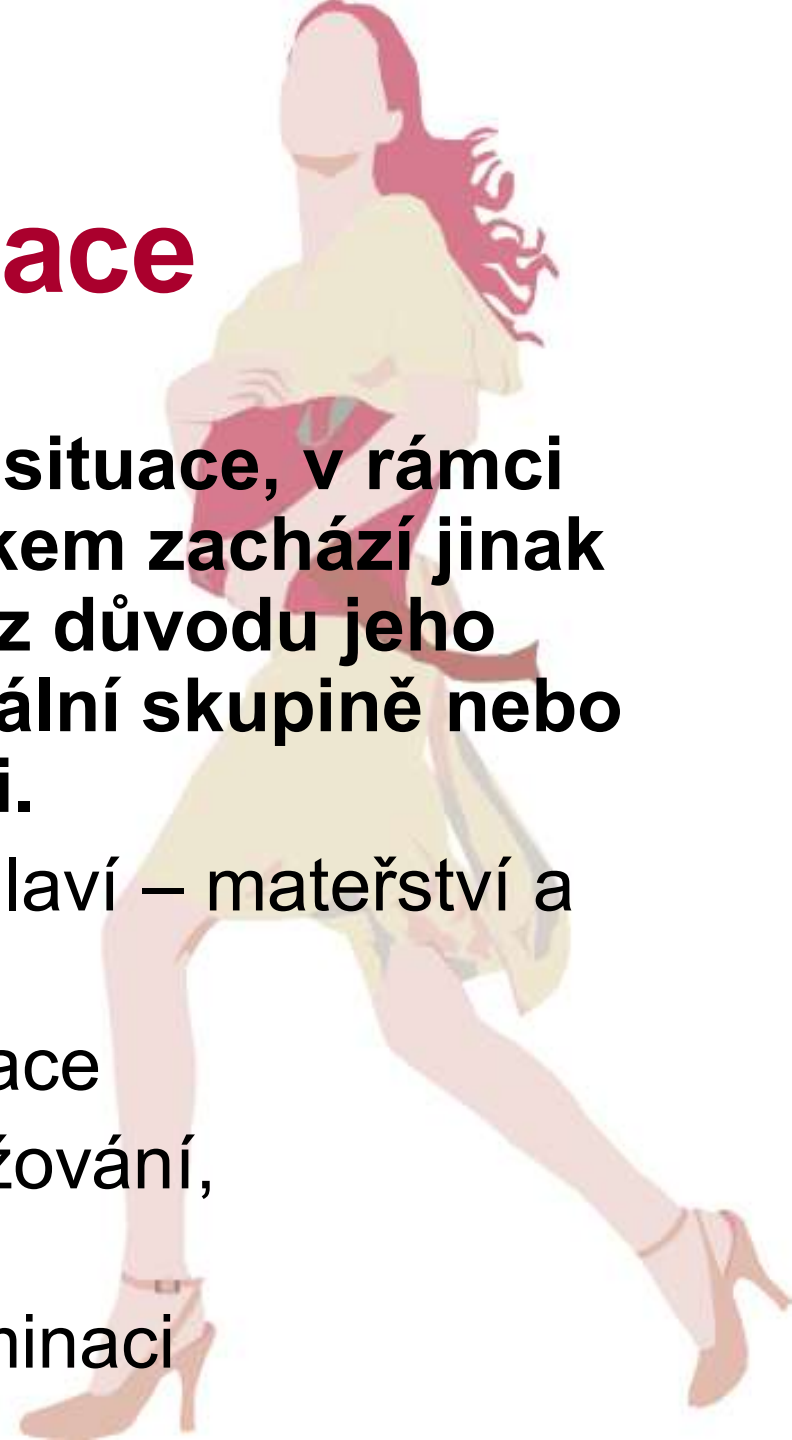 ace
situace, v rámci
kem zachází jinak
z důvodu jeho
ální skupině nebo
i.
laví – mateřství a
ace
žování,
minaci